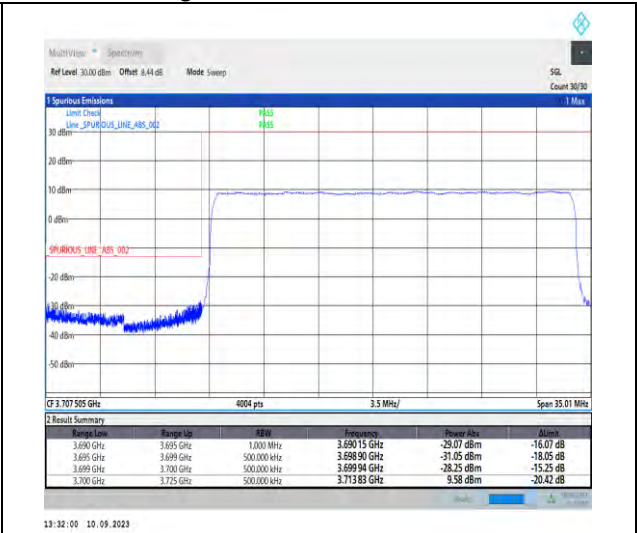 MultiView Spectrum
Ref Level 30.00 dBm Offset 8.44 dB Mode Sweep SGL
Count 30/30
1 Spurious Emissions 1 Max
Limit Check PASS
Line _SPURIOUS_LINE_ABS_002 PASS
30 dBm
20 dBm
10 dBm
0 dBm
_SPURIOUS_LINE_ABS_002
-20 dBm
-30 dBm
-40 dBm
-50 dBm
CF 3.707 505 GHz 4004 pts 3.5 MHz/ Span 35.01 MHz
2 Result Summary
Range Low Range Up RBW Frequency Power Abs ΔLimit
3.690 GHz 3.695 GHz 1.000 MHz 3.690 15 GHz -29.07 dBm -16.07 dB
3.695 GHz 3.699 GHz 500.000 kHz 3.698 90 GHz -31.05 dBm -18.05 dB
3.699 GHz 3.700 GHz 500.000 kHz 3.699 94 GHz -28.25 dBm -15.25 dB
3.700 GHz 3.725 GHz 500.000 kHz 3.713 83 GHz 9.58 dBm -20.42 dB
Ready
13:32:00 10.09.2023